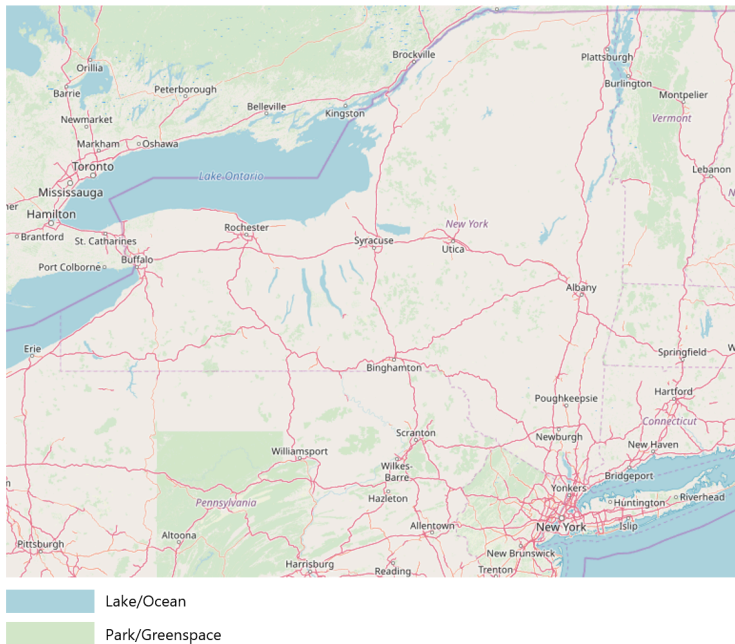 Brockville
Orillia
Plattsburgh
Barrie
Peterborough
Burlington
Montpelier
Belleville
Kingston
Newmarket
Vermont
Markham
Oshawa
Toronto
Lebanon
Lake Ontario
Mississauga
N
ner
Hamilton
New York
Rochester
Brantford
St. Catharines
Syracuse
Utica
Port Colborne
Buffalo
Albany
Erie
W
Springfield
Binghamton
Hartford
Poughkeepsie
Connecticut
Scranton
Newburgh
New Haven
Williamsport
Wilkes-
Barre
Bridgeport
h
Yonkers
Riverhead
Hazleton
Huntington
Pennsylvania
Allentown
New York
Islip
Altoona
Pittsburgh
New Brunswick
Harrisburg
Reading
Trenton
Lake/Ocean
Park/Greenspace